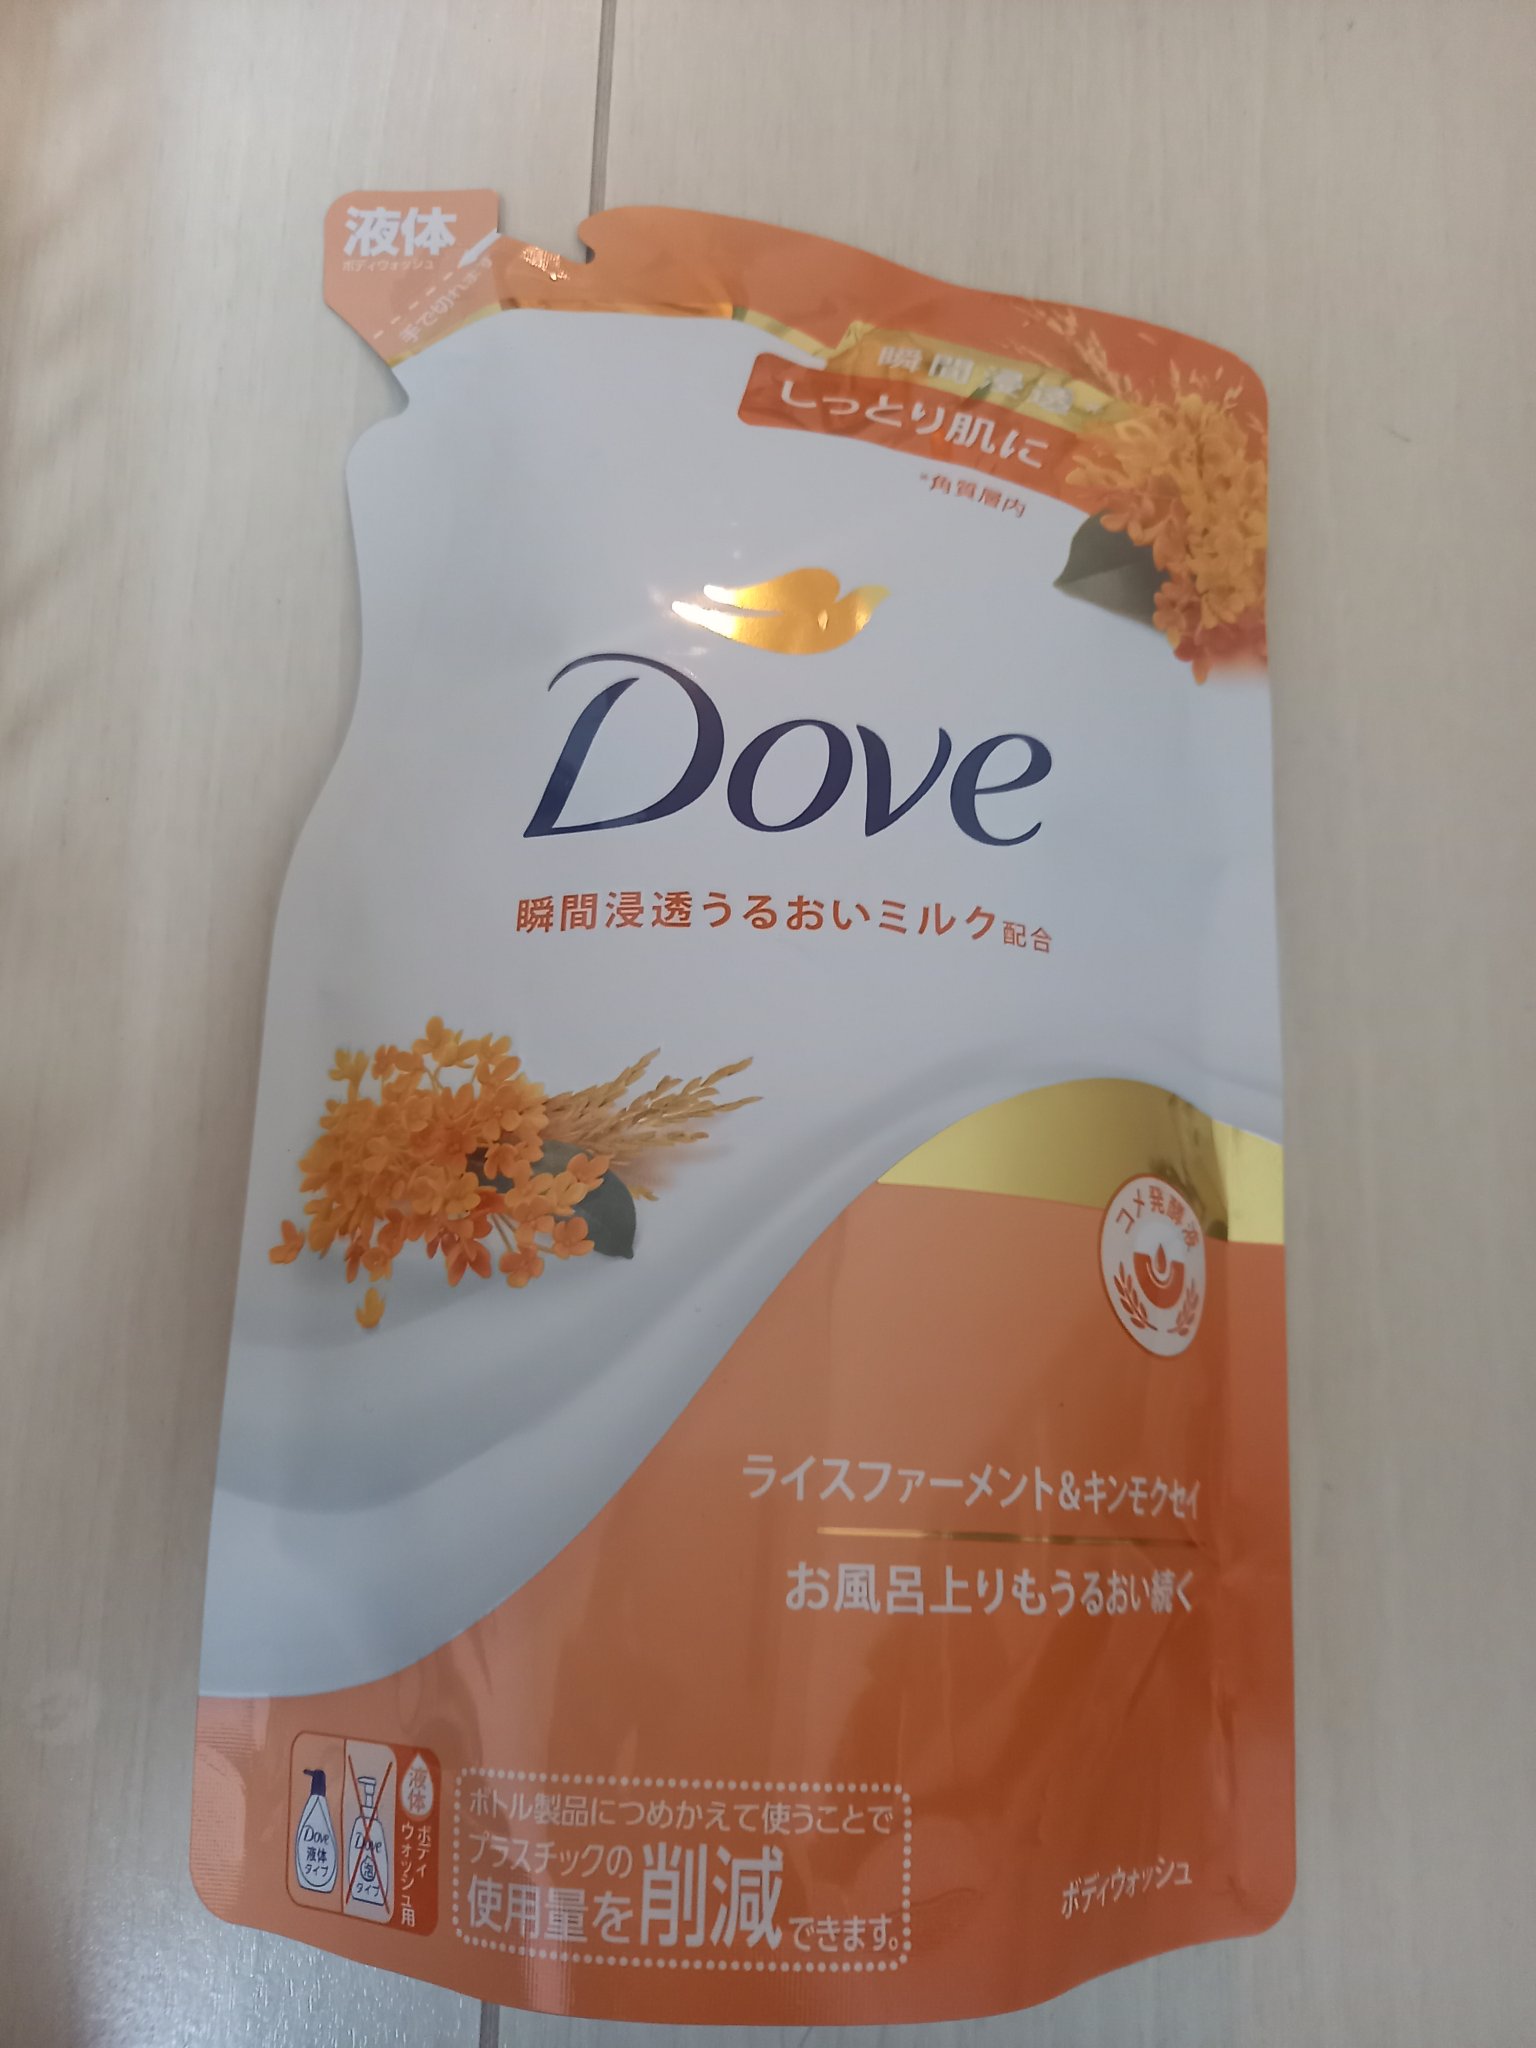 液体
ボディウォッシュ
手で切れます
瞬間浸透*
しっとり肌に
*角質層内
Dove
瞬間浸透うるおいミルク配合
コメ発酵液
ライスファーメント&キンモクセイ
お風呂上りもうるおい続く
液体
ボディ
ウォッシュ用
Dove
液体
タイプ
Dove
泡
タイプ
ボトル製品につめかえて使うことで
プラスチックの
使用量を削減できます。
ボディウォッシュ